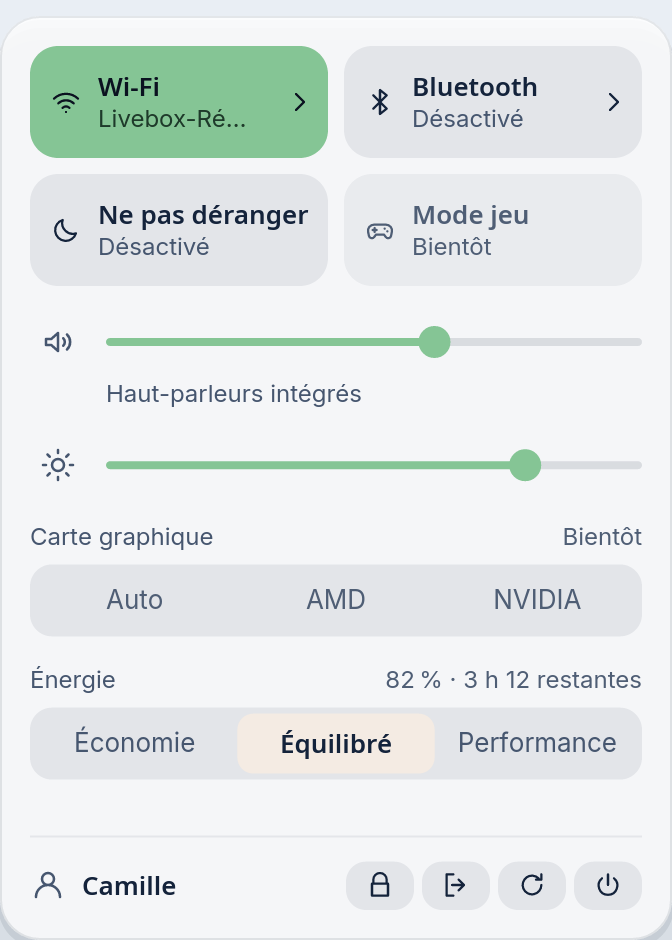 Wi-Fi
Livebox-Ré...
Bluetooth
Désactivé
Ne pas déranger
Désactivé
Mode jeu
Bientôt
Haut-parleurs intégrés
Carte graphique
Bientôt
Auto
AMD
NVIDIA
Énergie
82 % · 3 h 12 restantes
Économie
Équilibré
Performance
Camille